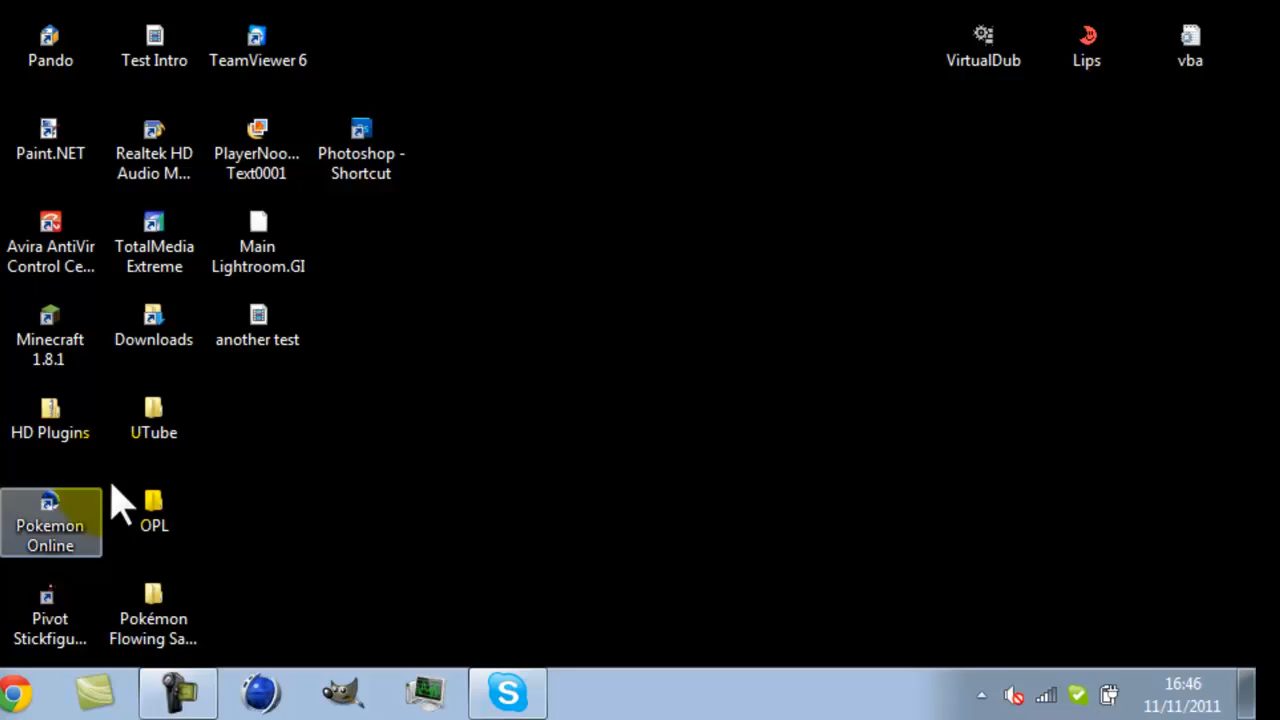 Pando
Test Intro
TeamViewer 6
VirtualDub
Lips
vba
Paint.NET
Realtek HD
Audio M...
PlayerNoo...
Text0001
Photoshop -
Shortcut
Avira AntiVir
Control Ce...
TotalMedia
Extreme
Main
Lightroom.GI
Minecraft
1.8.1
Downloads
another test
HD Plugins
UTube
Pokemon
Online
OPL
Pivot
Stickfigu...
Pokémon
Flowing Sa...
16:46
11/11/2011